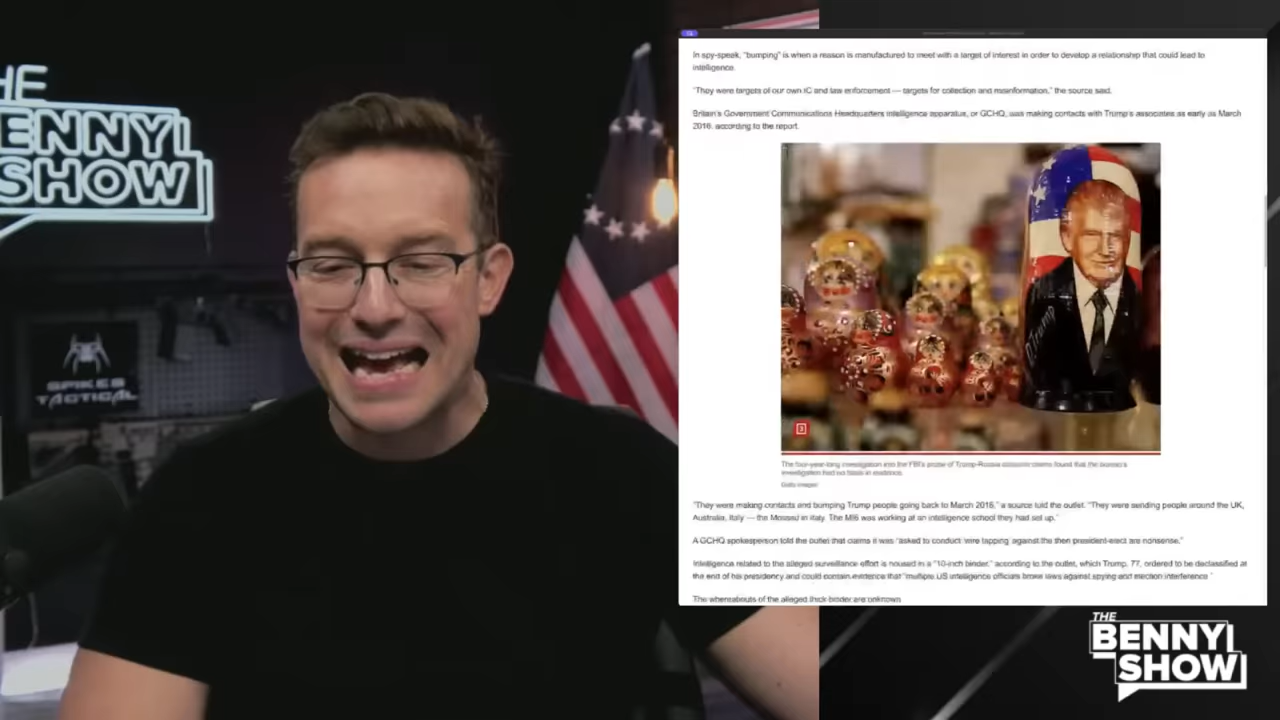 THE
BENNY
SHOW
SPIKES
TACTICAL
In spy-speak, "bumping" is when a reason is manufactured to meet with a target of interest in order to develop a relationship that could lead to
intelligence.
"They were targets of our own IC and law enforcement — targets for collection and misinformation," the source said.
Britain's Government Communications Headquarters intelligence apparatus, or GCHQ, was making contacts with Trump's associates as early as March
2016, according to the report.
3
The four-year-long investigation into the FBI's probe of Trump-Russia collusion claims found that the bureau's
investigation had no basis in evidence.
Getty Images
"They were making contacts and bumping Trump people going back to March 2016," a source told the outlet. "They were sending people around the UK,
Australia, Italy — the Mossad in Italy. The MI6 was working at an intelligence school they had set up."
A GCHQ spokesperson told the outlet that claims it was "asked to conduct 'wire tapping' against the then president-elect are nonsense."
Intelligence related to the alleged surveillance effort is housed in a "10-inch binder," according to the outlet, which Trump, 77, ordered to be declassified at
the end of his presidency and could contain evidence that "multiple US intelligence officials broke laws against spying and election interference."
The whereabouts of the alleged thick binder are unknown
THE
BENNY
SHOW